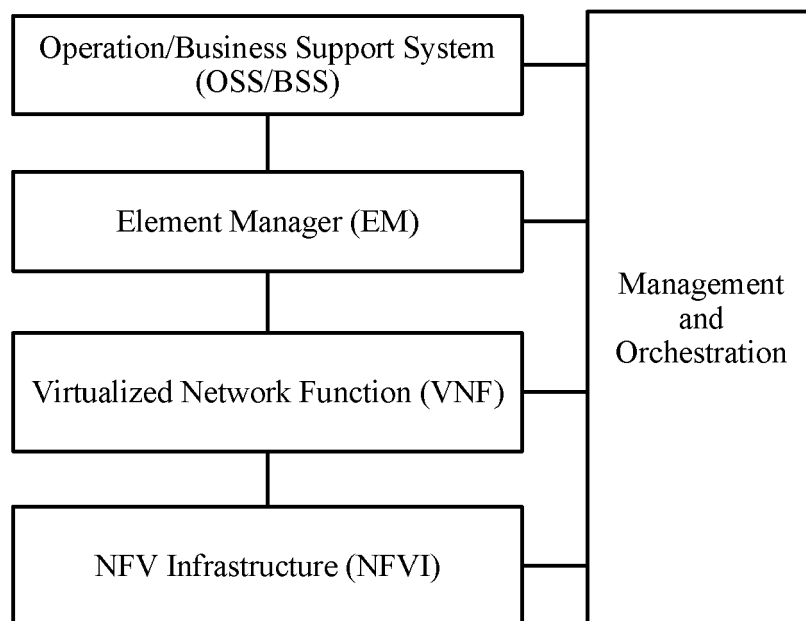 Operation/Business Support System
(OSS/BSS)
Element Manager (EM)
Virtualized Network Function (VNF)
NFV Infrastructure (NFVI)
Management
and
Orchestration